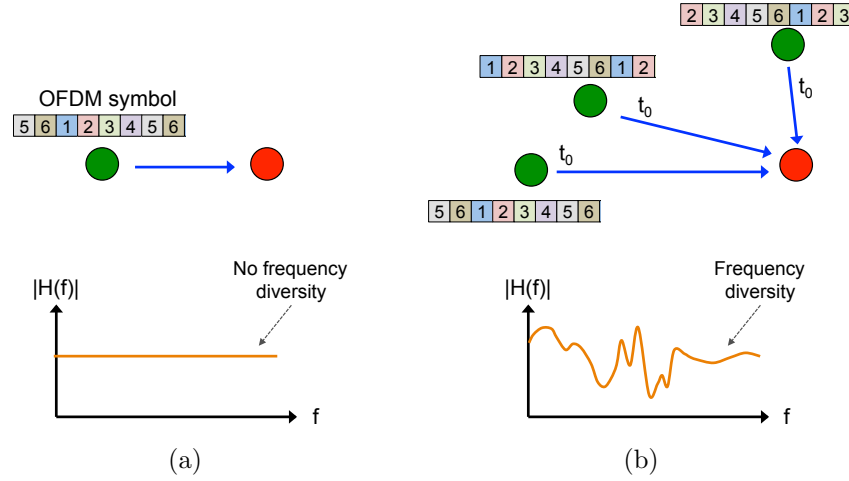 OFDM symbol
5 6 1 2 3 4 5 6
|H(f)|
No frequency
diversity
f
(a)
2 3 4 5 6 1 2 3
1 2 3 4 5 6 1 2
t0
t0
t0
5 6 1 2 3 4 5 6
|H(f)|
Frequency
diversity
f
(b)